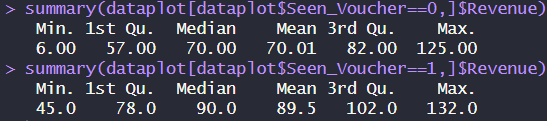 > summary(dataplot[dataplot$Seen_Voucher==0,]$Revenue)
Min. 1st Qu. Median Mean 3rd Qu. Max.
6.00 57.00 70.00 70.01 82.00 125.00
> summary(dataplot[dataplot$Seen_Voucher==1,]$Revenue)
Min. 1st Qu. Median Mean 3rd Qu. Max.
45.0 78.0 90.0 89.5 102.0 132.0